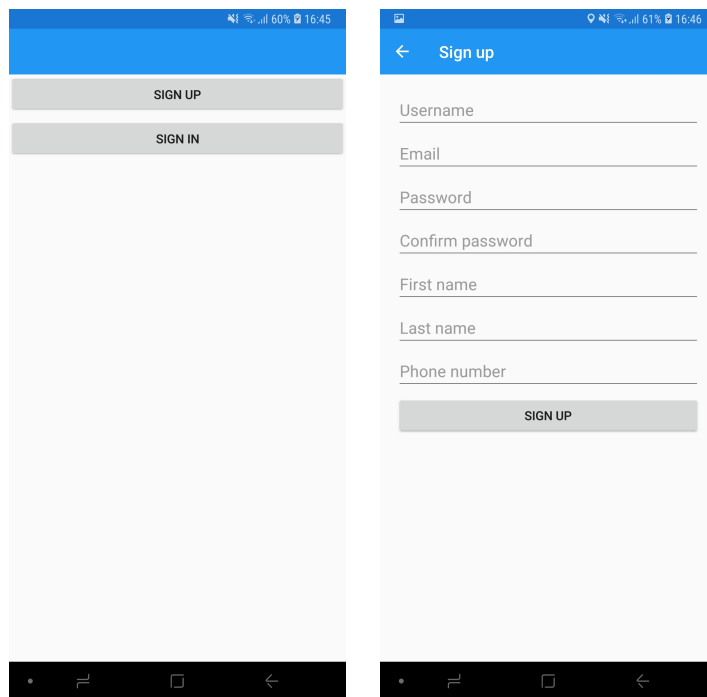 60% 16:45
SIGN UP
SIGN IN
61% 16:46
Sign up
Username
Email
Password
Confirm password
First name
Last name
Phone number
SIGN UP